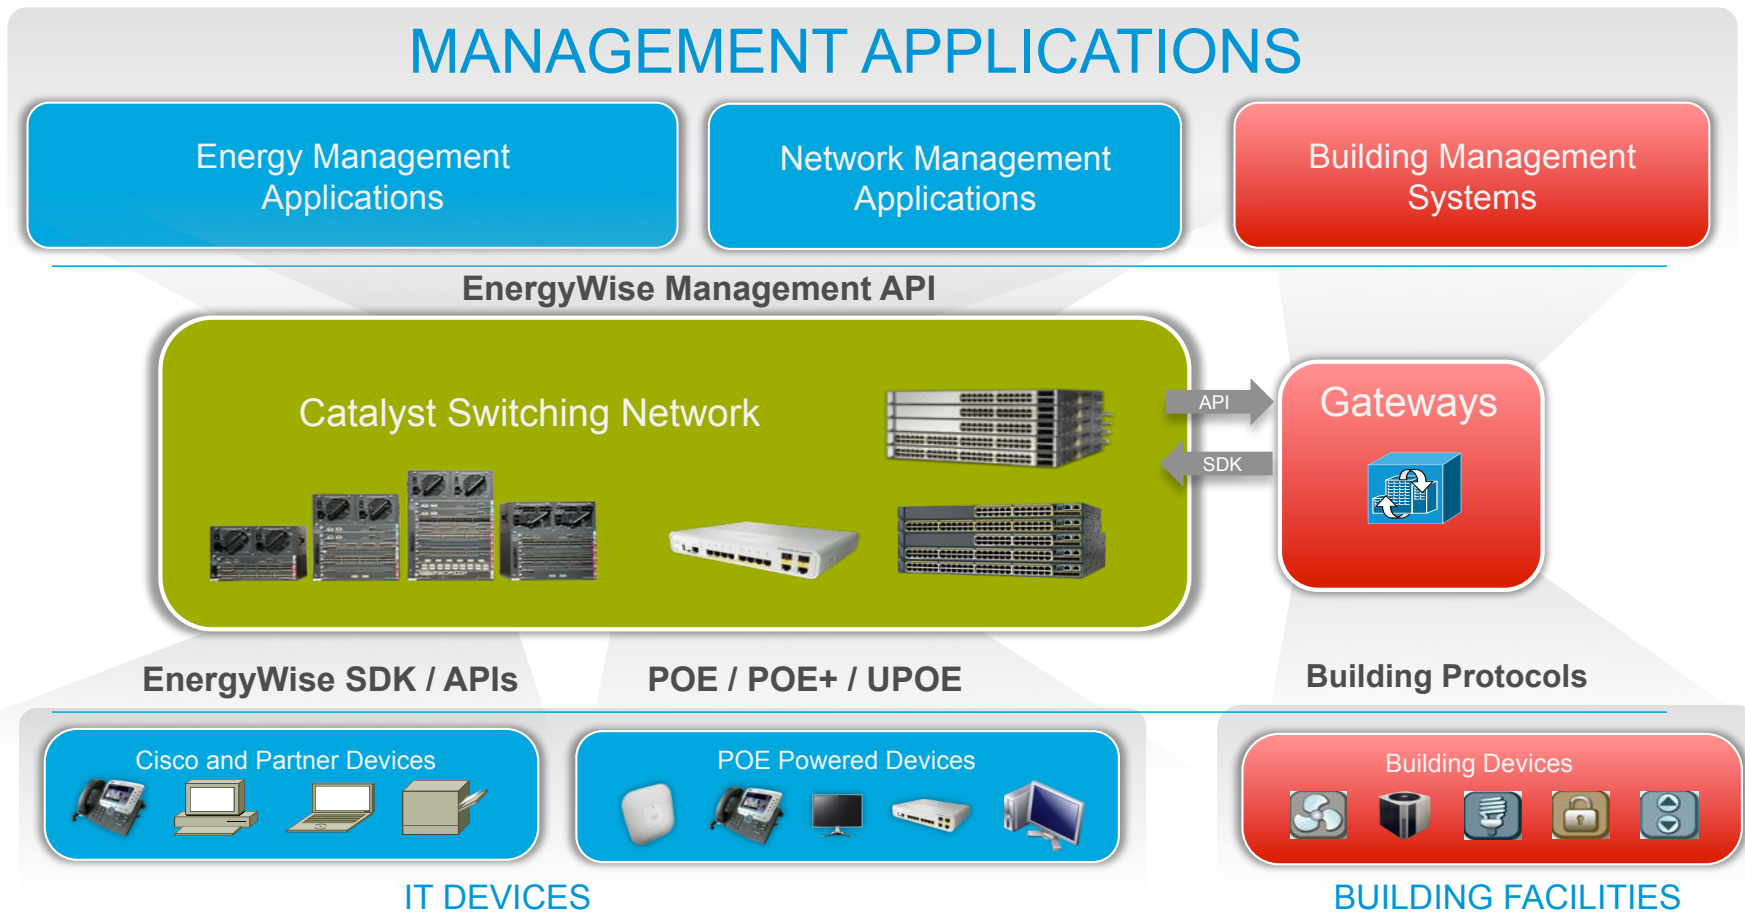 MANAGEMENT APPLICATIONS
Energy Management
Applications
Network Management
Applications
Building Management
Systems
EnergyWise Management API
Catalyst Switching Network
API
SDK
Gateways
EnergyWise SDK / APIs
POE / POE+ / UPOE
Building Protocols
Cisco and Partner Devices
POE Powered Devices
Building Devices
IT DEVICES
BUILDING FACILITIES